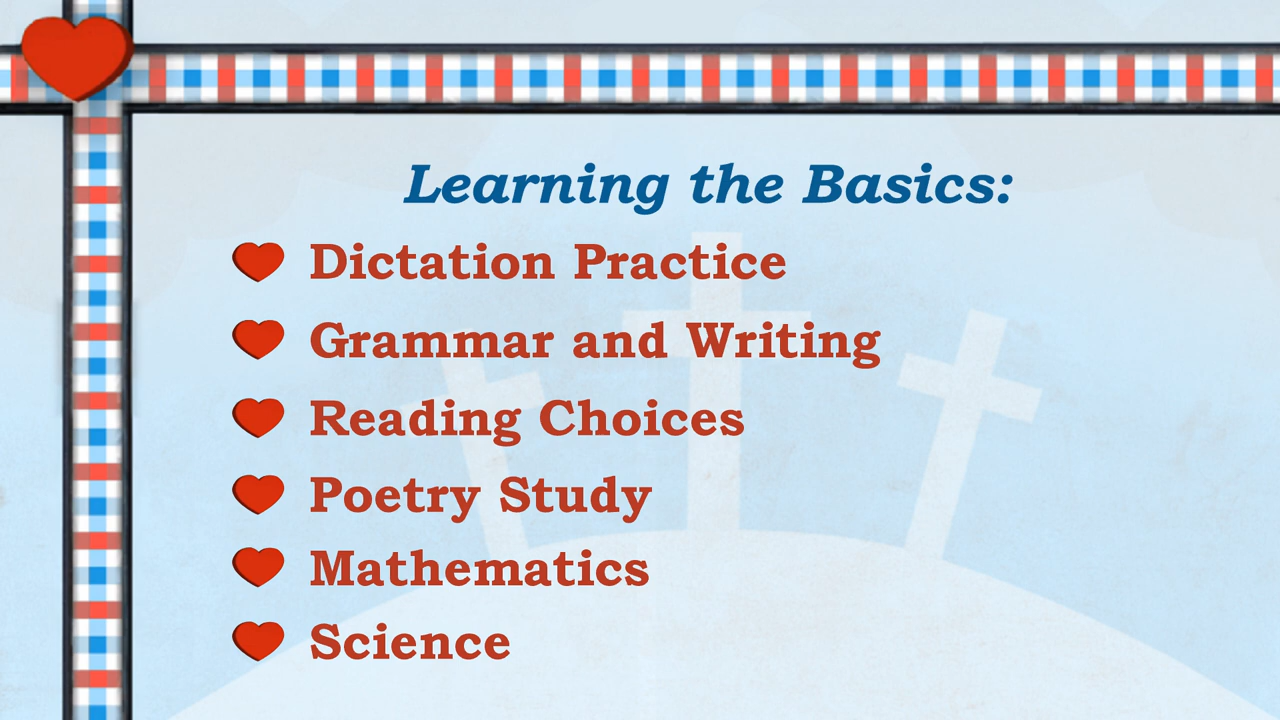 Learning the Basics:
Dictation Practice
Grammar and Writing
Reading Choices
Poetry Study
Mathematics
Science